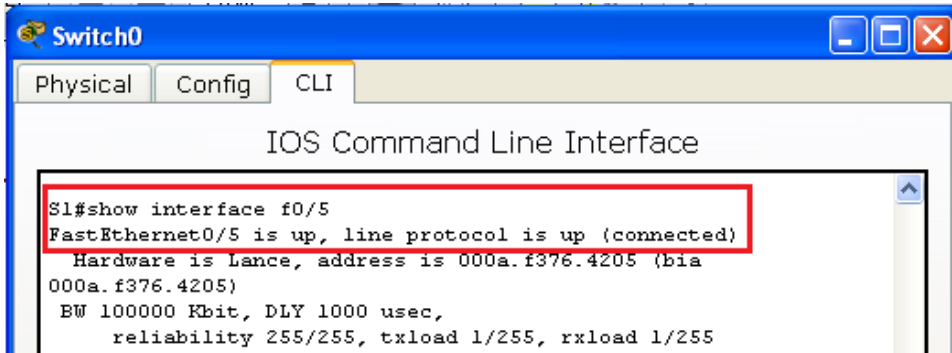 Switch0
Physical Config CLI
IOS Command Line Interface
S1#show interface f0/5
FastEthernet0/5 is up, line protocol is up (connected)
Hardware is Lance, address is 000a.f376.4205 (bia
000a.f376.4205)
BW 100000 Kbit, DLY 1000 usec,
reliability 255/255, txload 1/255, rxload 1/255